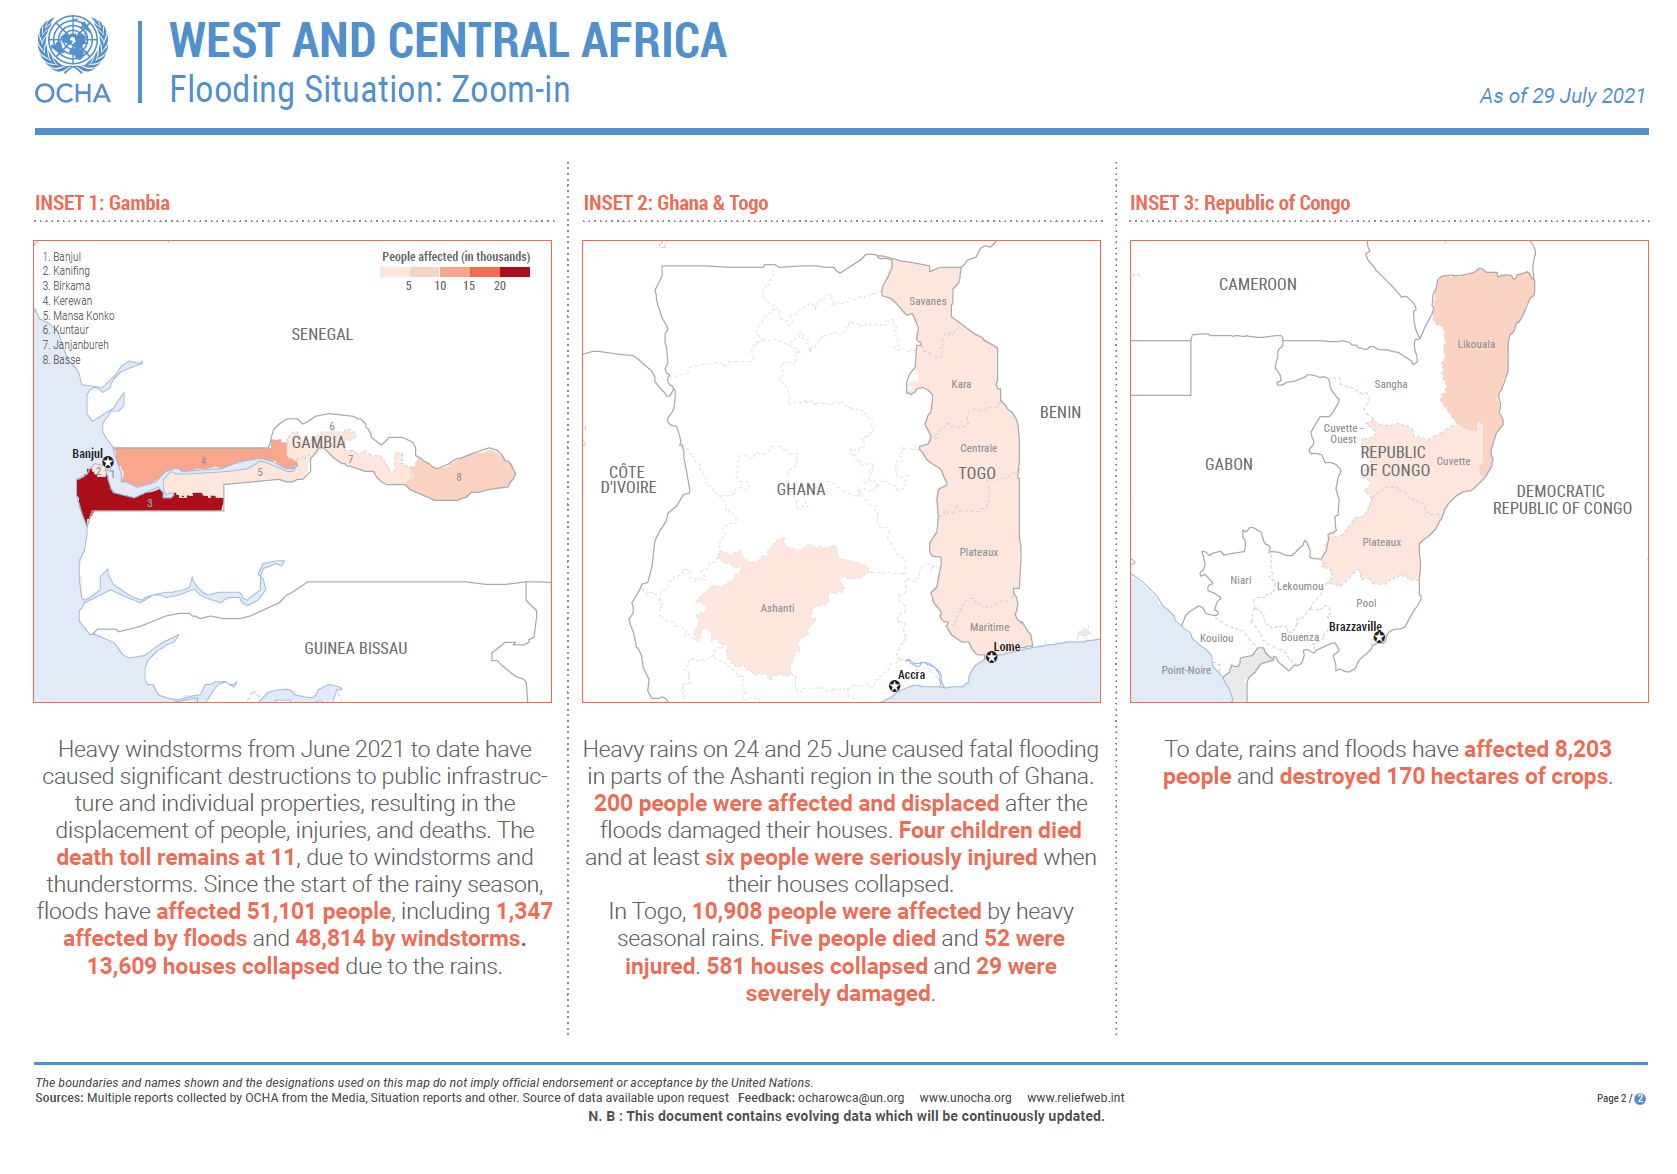 OCHA
WEST AND CENTRAL AFRICA
Flooding Situation: Zoom-in
As of 29 July 2021
INSET 1: Gambia
1. Banjul
2. Kanifing
3. Birkama
4. Kerewan
5. Mansa Konko
6. Kuntaur
7. Janjanbureh
8. Basse
People affected (in thousands)
5 10 15 20
SENEGAL
6
GAMBIA
Banjul
4
7
2
1
5
8
3
GUINEA BISSAU
Heavy windstorms from June 2021 to date have
caused significant destructions to public infrastruc-
ture and individual properties, resulting in the
displacement of people, injuries, and deaths. The
death toll remains at 11, due to windstorms and
thunderstorms. Since the start of the rainy season,
floods have affected 51,101 people, including 1,347
affected by floods and 48,814 by windstorms.
13,609 houses collapsed due to the rains.
INSET 2: Ghana & Togo
Savanes
Kara
BENIN
Centrale
CÔTE
D'IVOIRE
TOGO
GHANA
Plateaux
Ashanti
Maritime
Lome
Accra
Heavy rains on 24 and 25 June caused fatal flooding
in parts of the Ashanti region in the south of Ghana.
200 people were affected and displaced after the
floods damaged their houses. Four children died
and at least six people were seriously injured when
their houses collapsed.
In Togo, 10,908 people were affected by heavy
seasonal rains. Five people died and 52 were
injured. 581 houses collapsed and 29 were
severely damaged.
INSET 3: Republic of Congo
CAMEROON
Likouala
Sangha
Cuvette -
Ouest
REPUBLIC
OF CONGO
Cuvette
GABON
DEMOCRATIC
REPUBLIC OF CONGO
Plateaux
Niari
Lekoumou
Pool
Brazzaville
Kouilou
Bouenza
Point-Noire
To date, rains and floods have affected 8,203
people and destroyed 170 hectares of crops.
The boundaries and names shown and the designations used on this map do not imply official endorsement or acceptance by the United Nations.
Sources: Multiple reports collected by OCHA from the Media, Situation reports and other. Source of data available upon request Feedback: ocharowca@un.org www.unocha.org www.reliefweb.int
Page 2 / 2
N. B : This document contains evolving data which will be continuously updated.